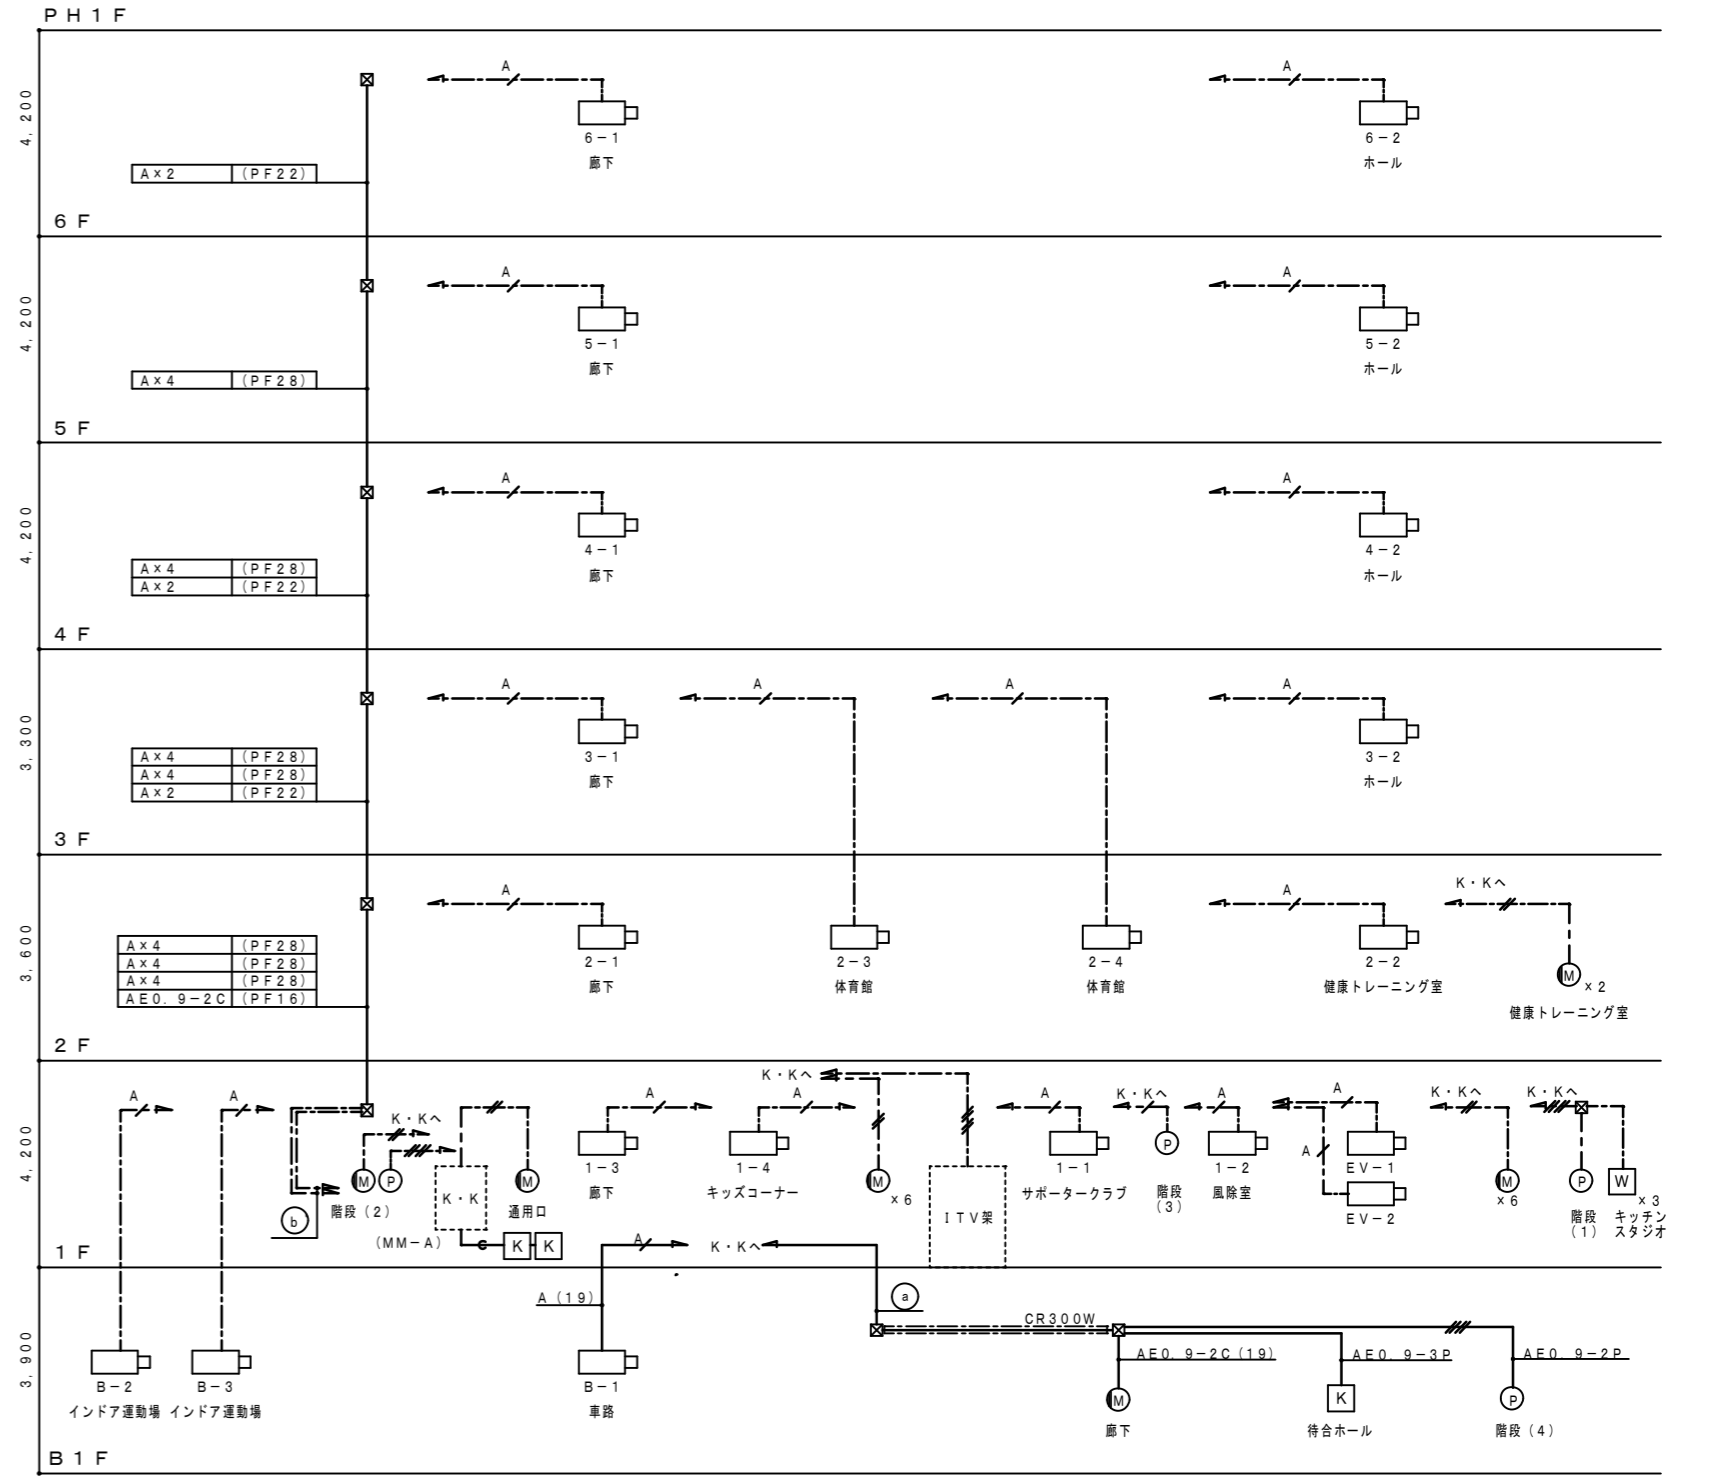 PH1F
4,200
A
A
6-1
6-2
廊下
ホール
A×2 (PF22)
6F
4,200
A
A
5-1
5-2
廊下
ホール
A×4 (PF28)
5F
4,200
A
A
4-1
4-2
廊下
ホール
A×4 (PF28)
A×2 (PF22)
4F
3,300
A
A
A
A
3-1
3-2
廊下
ホール
A×4 (PF28)
A×4 (PF28)
A×2 (PF22)
3F
3,600
A
A
K・Kへ
2-1
2-3
2-4
2-2
×2
廊下
体育館
体育館
健康トレーニング室
M
健康トレーニング室
A×4 (PF28)
A×4 (PF28)
A×4 (PF28)
AE0.9-2C (PF16)
2F
4,200
A
A
K・Kへ
A
K・Kへ
A
A
K・Kへ
A
A
A
K・Kへ
K・Kへ
M
P
階段(2)
b
K・K
(MM-A)
M
通用口
C
K
K
1-3
廊下
1-4
キッズコーナー
M
×6
ITV架
1-1
サポータークラブ
P
階段
(3)
1-2
風除室
EV-1
EV-2
M
×6
P
階段
(1)
W
×3
キッチン
スタジオ
1F
3,900
A
K・Kへ
A(19)
a
CR300W
AE0.9-2C(19)
AE0.9-3P
AE0.9-2P
B-2
B-3
B-1
M
K
P
インドア運動場
インドア運動場
車路
廊下
待合ホール
階段(4)
B1F